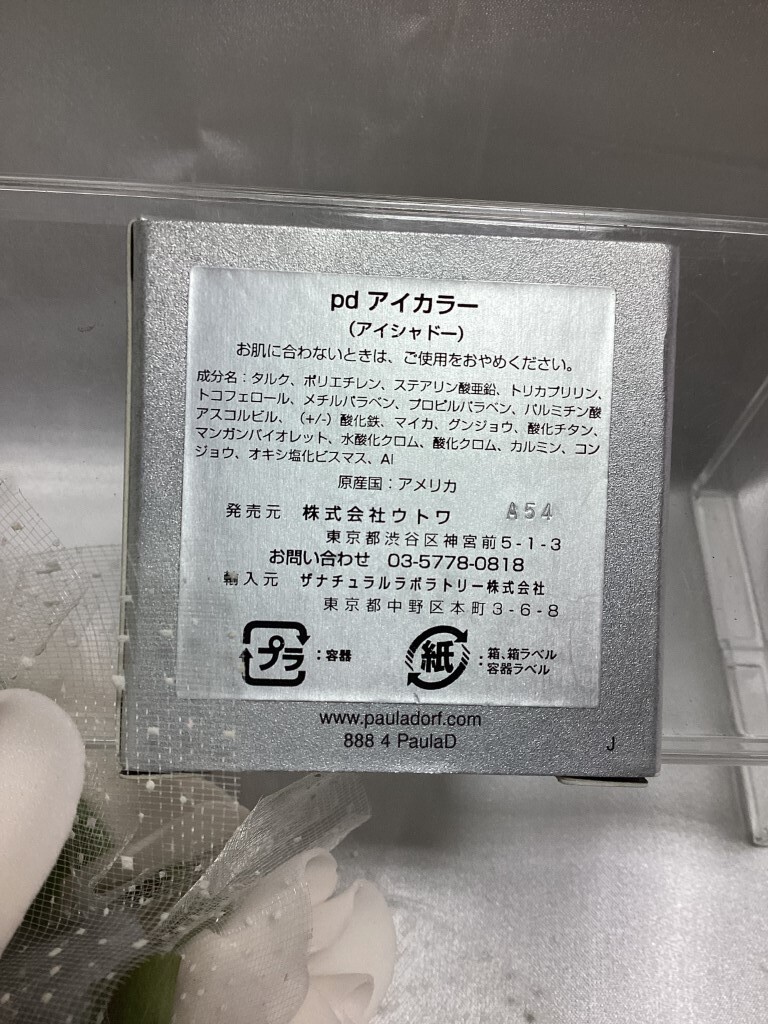 pd アイカラー
（アイシャドー）
お肌に合わないときは、ご使用をおやめください。
成分名：タルク、ポリエチレン、ステアリン酸亜鉛、トリカプリリン、
トコフェロール、メチルパラベン、プロピルパラベン、パルミチン酸
アスコルビル、（+/-）酸化鉄、マイカ、グンジョウ、酸化チタン、
マンガンバイオレット、水酸化クロム、酸化クロム、カルミン、コン
ジョウ、オキシ塩化ビスマス、Al
原産国：アメリカ
発売元 株式会社ウトワ A54
東京都渋谷区神宮前5-1-3
お問い合わせ 03-5778-0818
輸入元 ザナチュラルラボラトリー株式会社
東京都中野区本町3-6-8
プラ：容器
紙：箱、箱ラベル
容器ラベル
www.pauladorf.com
888 4 PaulaD
J